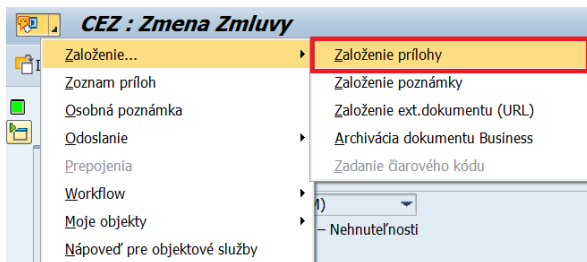 CEZ : Zmena Zmluvy
Založenie...
Založenie prílohy
Zoznam príloh
Založenie poznámky
Osobná poznámka
Založenie ext.dokumentu (URL)
Odoslanie
Archivácia dokumentu Business
Prepojenia
Zadanie čiarového kódu
Workflow
Moje objekty
– Nehnuteľnosti
Nápoveď pre objektové služby